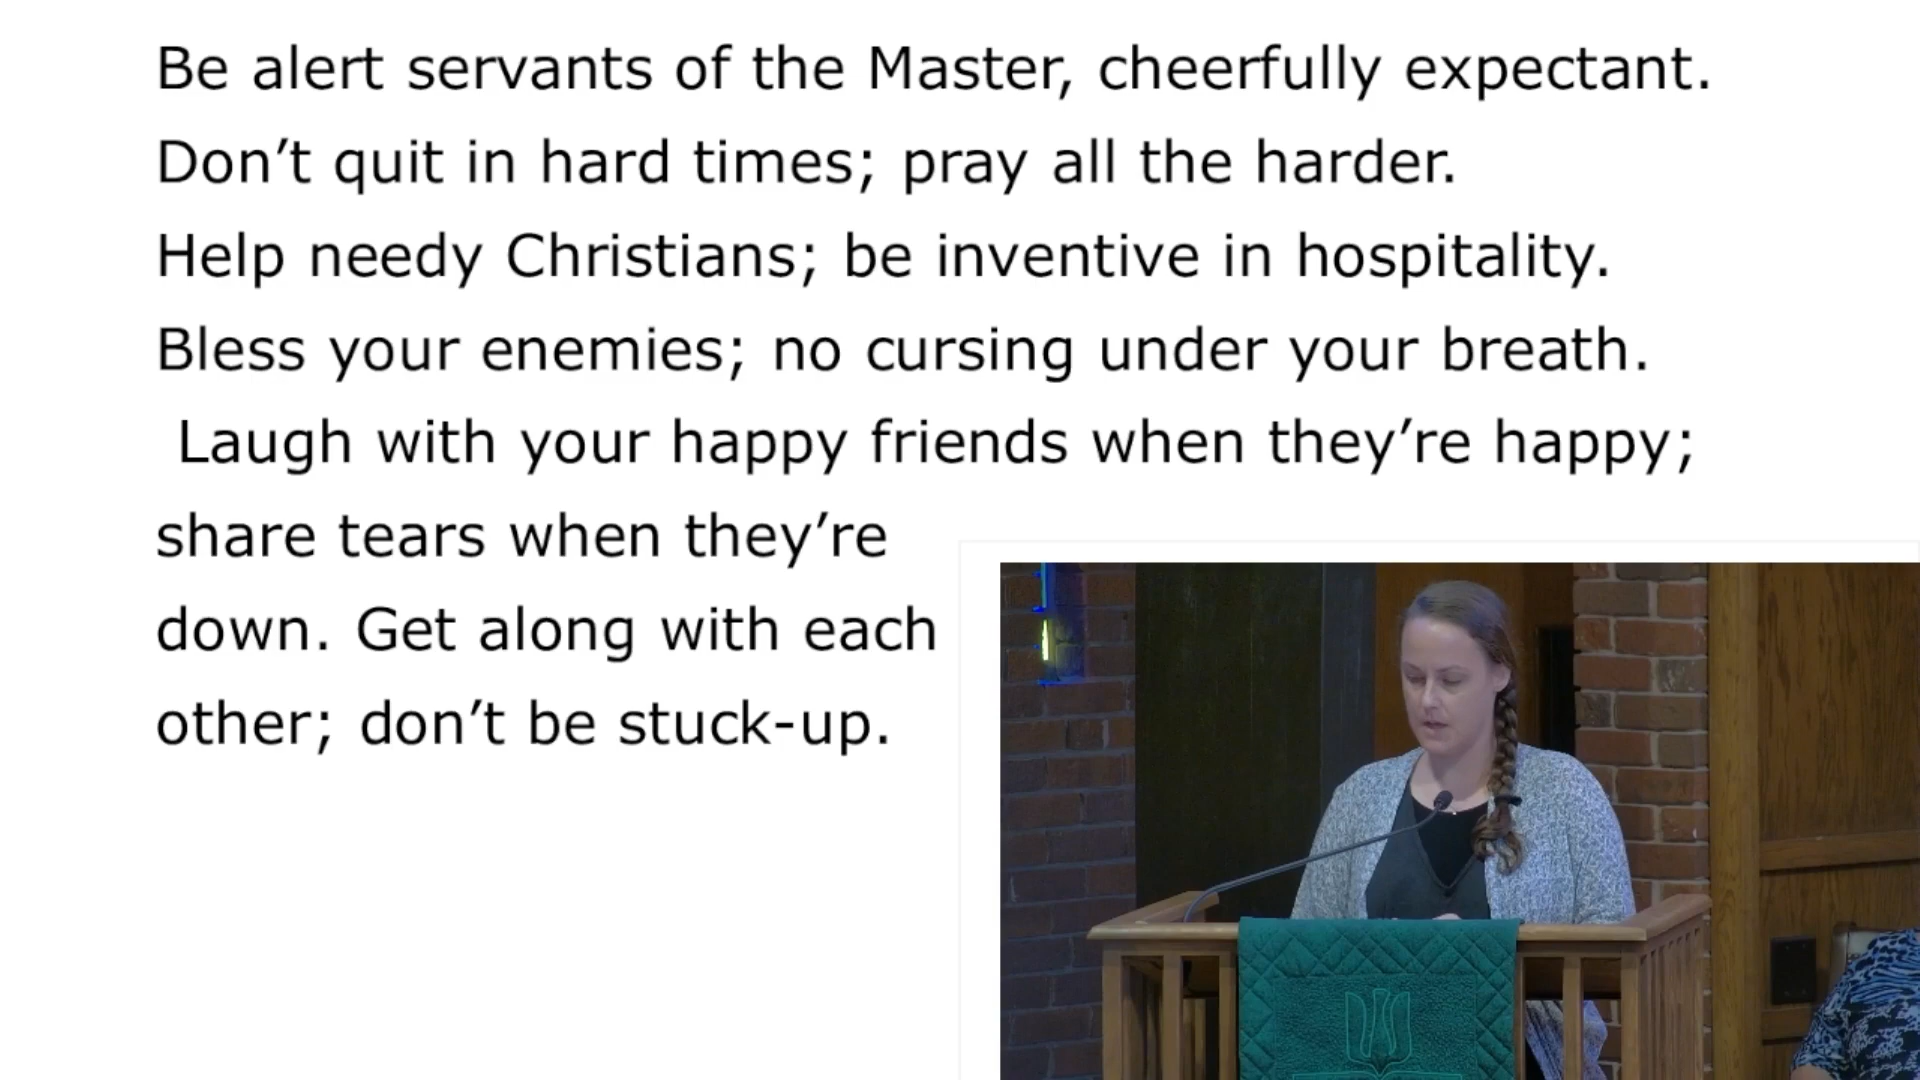 Be alert servants of the Master, cheerfully expectant.
Don’t quit in hard times; pray all the harder.
Help needy Christians; be inventive in hospitality.
Bless your enemies; no cursing under your breath.
Laugh with your happy friends when they’re happy;
share tears when they’re
down. Get along with each
other; don’t be stuck-up.